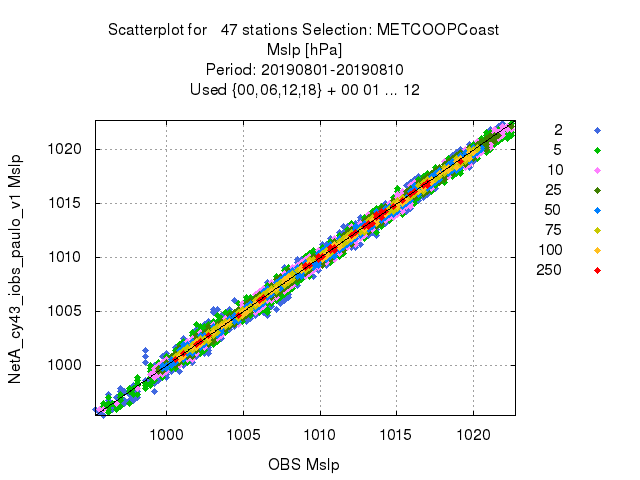 Scatterplot for   47 stations Selection: METCOOPCoast
Mslp [hPa]
Period: 20190801-20190810
Used {00,06,12,18} + 00 01 ... 12
NetA_cy43_iobs_paulo_v1 Mslp
1020
1015
1010
1005
1000
1000 1005 1010 1015 1020
OBS Mslp
2
5
10
25
50
75
100
250